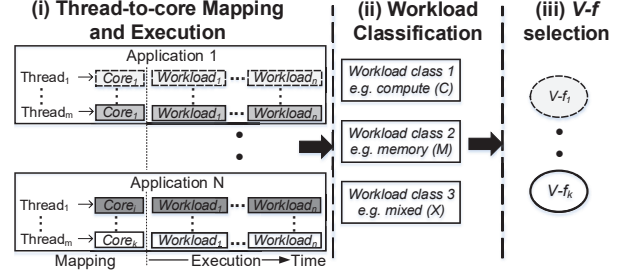 (i) Thread-to-core Mapping and Execution
Application 1
Thread1 → Core1 Workload1 ... Workloadn
Threadm → Core1 Workload1 ... Workloadn
Application N
Thread1 → Corei Workload1 ... Workloadn
Threadm → Corek Workload1 ... Workloadn
Mapping Execution → Time
(ii) Workload Classification
Workload class 1
e.g. compute (C)
Workload class 2
e.g. memory (M)
Workload class 3
e.g. mixed (X)
(iii) V-f selection
V-f1
V-fk